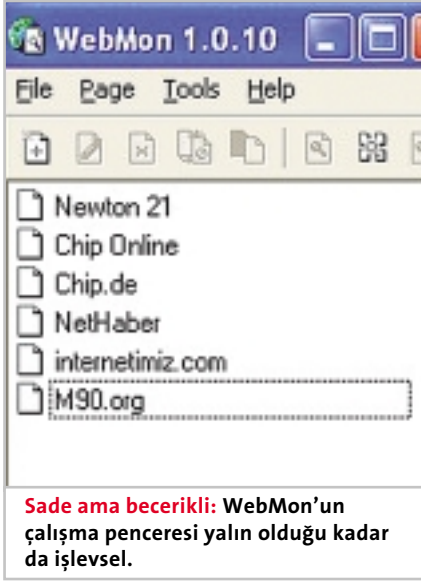 WebMon 1.0.10
File Page Tools Help
Newton 21
Chip Online
Chip.de
NetHaber
internetimiz.com
M90.org
Sade ama becerikli: WebMon'un
çalışma penceresi yalın olduğu kadar
da işlevsel.